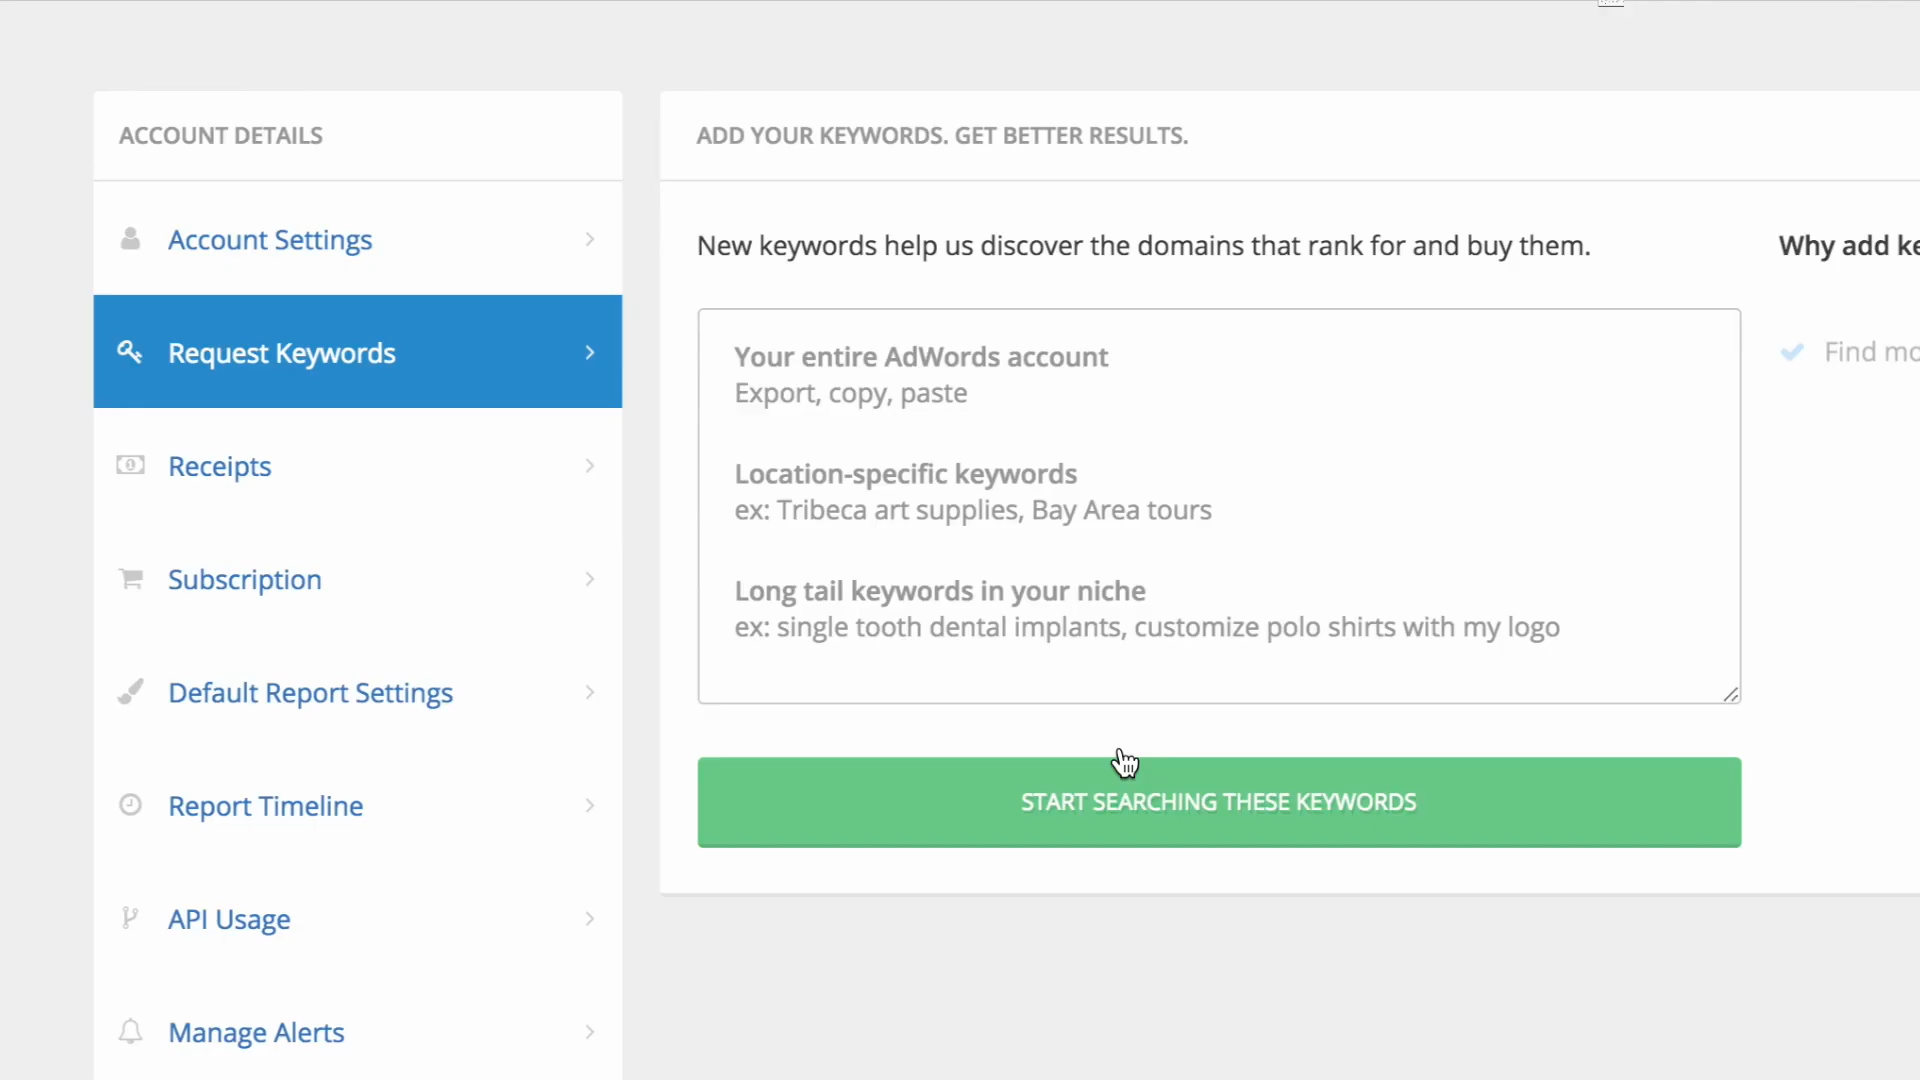 ACCOUNT DETAILS
Account Settings
Request Keywords
Receipts
Subscription
Default Report Settings
Report Timeline
API Usage
Manage Alerts
ADD YOUR KEYWORDS. GET BETTER RESULTS.
New keywords help us discover the domains that rank for and buy them.
Your entire AdWords account
Export, copy, paste
Location-specific keywords
ex: Tribeca art supplies, Bay Area tours
Long tail keywords in your niche
ex: single tooth dental implants, customize polo shirts with my logo
START SEARCHING THESE KEYWORDS
Why add
Find